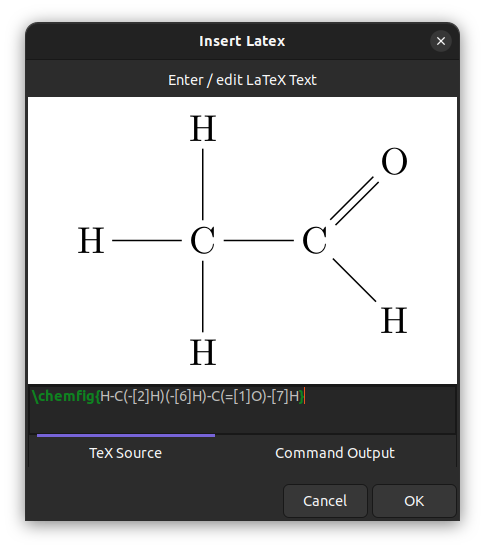 Insert Latex
Enter / edit LaTeX Text
H
O
H C C
H
H
\chemfig{H-C(-[2]H)(-[6]H)-C(=[1]O)-[7]H}
TeX Source Command Output
Cancel OK